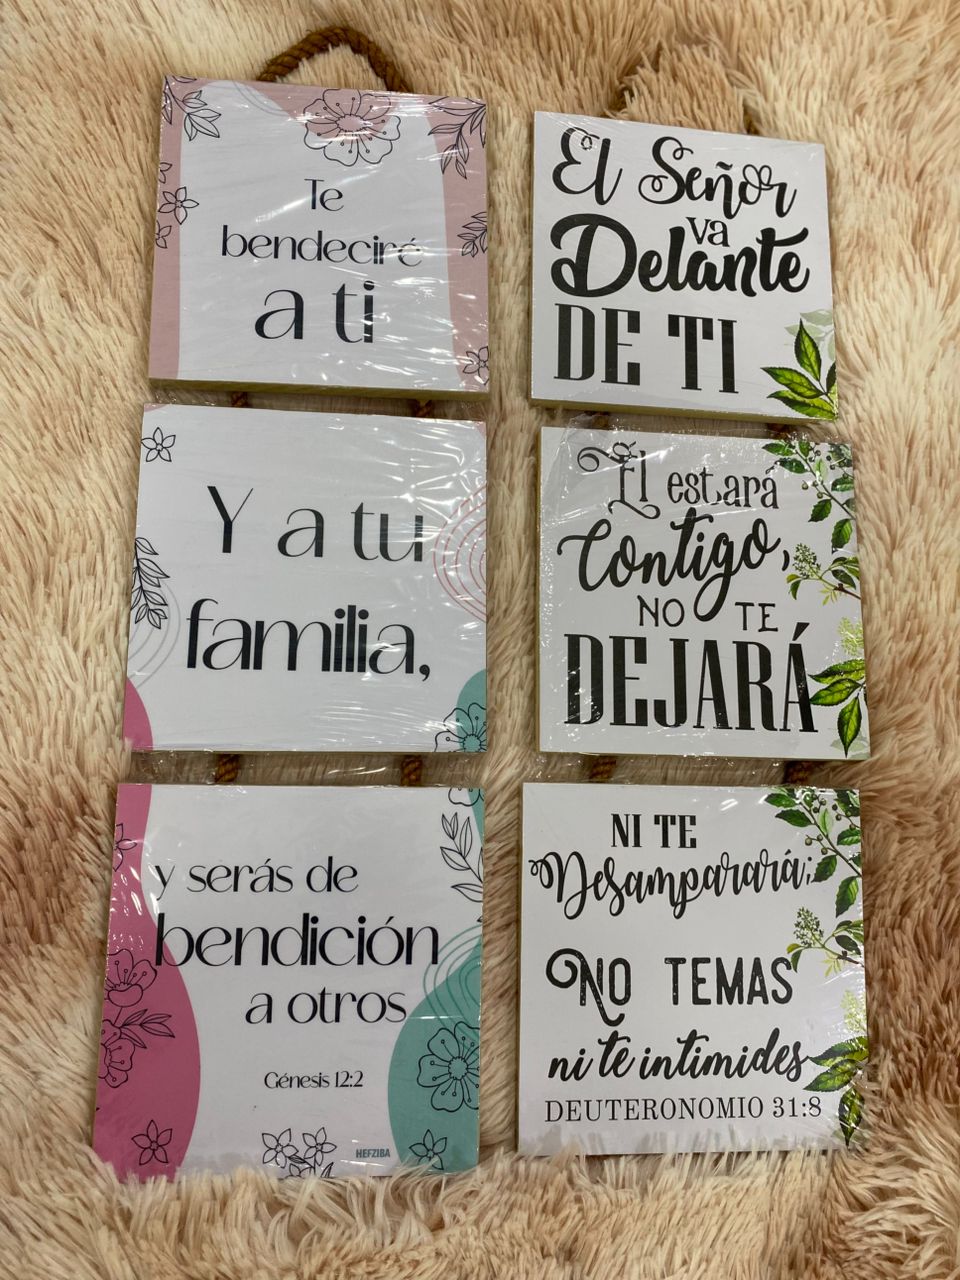 Te
bendeciré
a ti
Y a tu
familia,
y serás de
bendición
a otros
Génesis 12:2
HEFZIBA
El Señor
va
Delante
DE TI
Él estará
Contigo,
NO TE
DEJARÁ
NI TE
Desamparará;
NO TEMAS
ni te intimides
DEUTERONOMIO 31:8